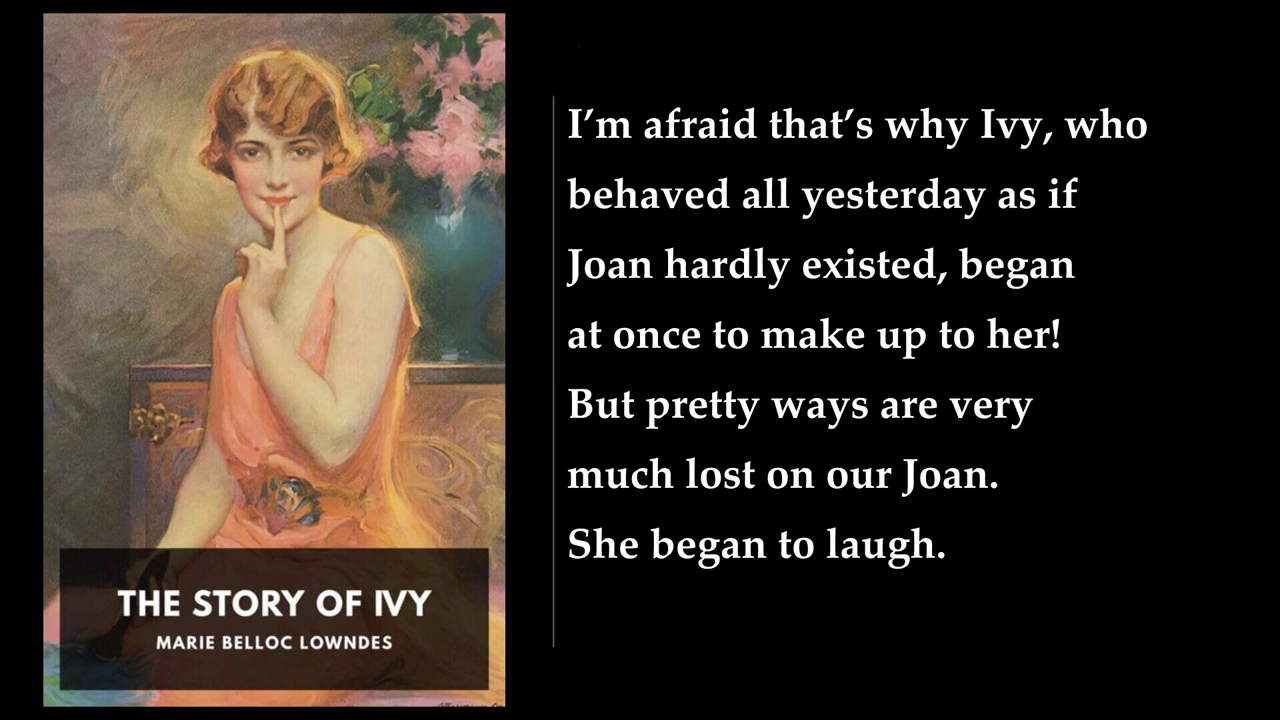 THE STORY OF IVY
MARIE BELLOC LOWNDES
I’m afraid that’s why Ivy, who
behaved all yesterday as if
Joan hardly existed, began
at once to make up to her!
But pretty ways are very
much lost on our Joan.
She began to laugh.